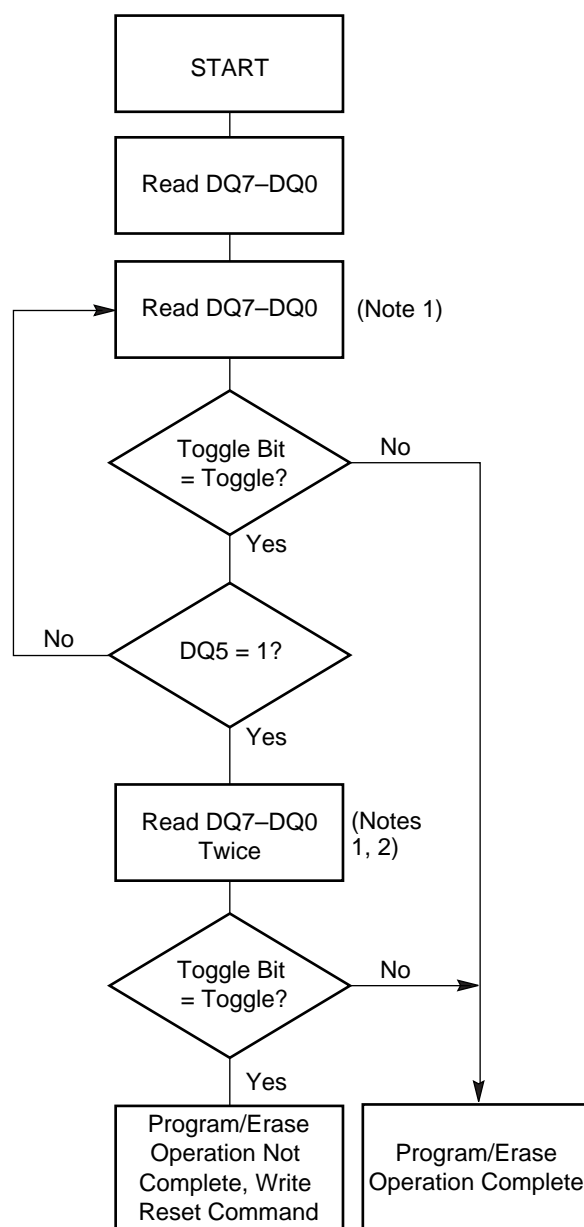 START
Read DQ7–DQ0
Read DQ7–DQ0
(Note 1)
Toggle Bit
= Toggle?
No
Yes
No
DQ5 = 1?
Yes
Read DQ7–DQ0
Twice
(Notes
1, 2)
Toggle Bit
= Toggle?
No
Yes
Program/Erase
Operation Not
Complete, Write
Reset Command
Program/Erase
Operation Complete